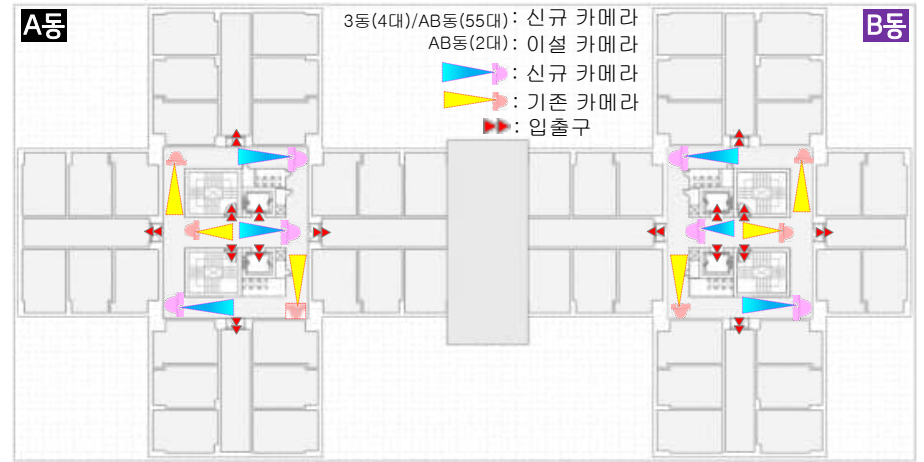 A동
3동(4대)/AB동(55대) : 신규 카메라
AB동(2대) : 이설 카메라
: 신규 카메라
: 기존 카메라
: 입출구
B동